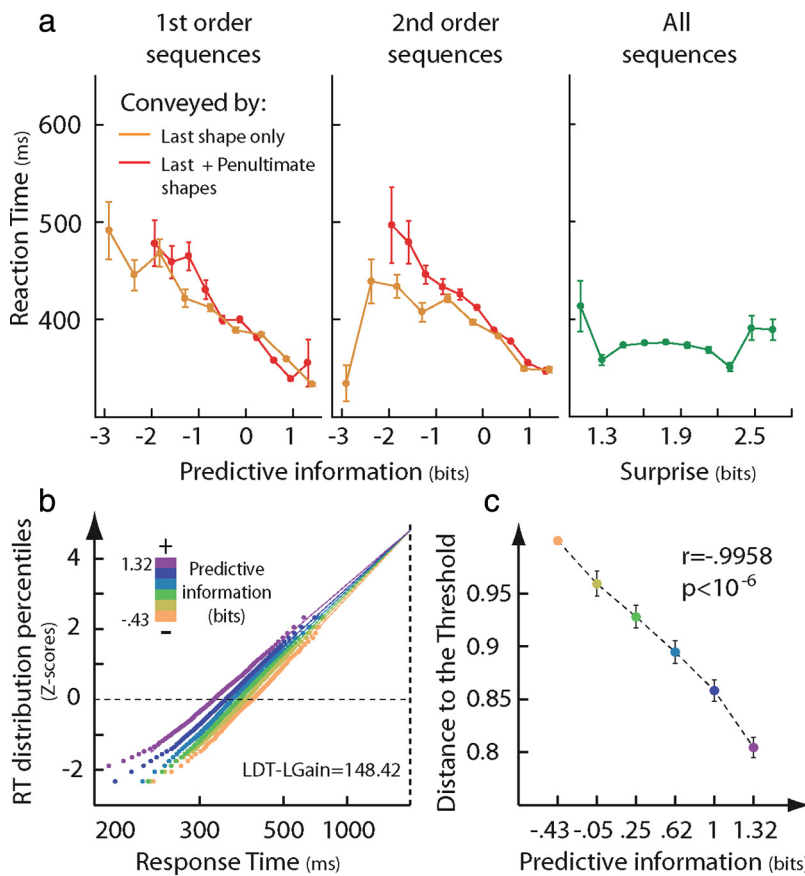 a
1st order
sequences
2nd order
sequences
All
sequences
Conveyed by:
Last shape only
Last + Penultimate
shapes
Reaction Time (ms)
600
500
400
-3 -2 -1 0 1
-3 -2 -1 0 1
1.3 1.9 2.5
Predictive information (bits)
Surprise (bits)
b
RT distribution percentiles
(Z-scores)
4
2
0
-2
+
1.32
-.43
–
Predictive
information
(bits)
LDT-LGain=148.42
200 300 500 1000
Response Time (ms)
c
Distance to the Threshold
0.95
0.9
0.85
0.8
r=-.9958
p<10⁻⁶
-.43 -.05 .25 .62 1 1.32
Predictive information (bits)